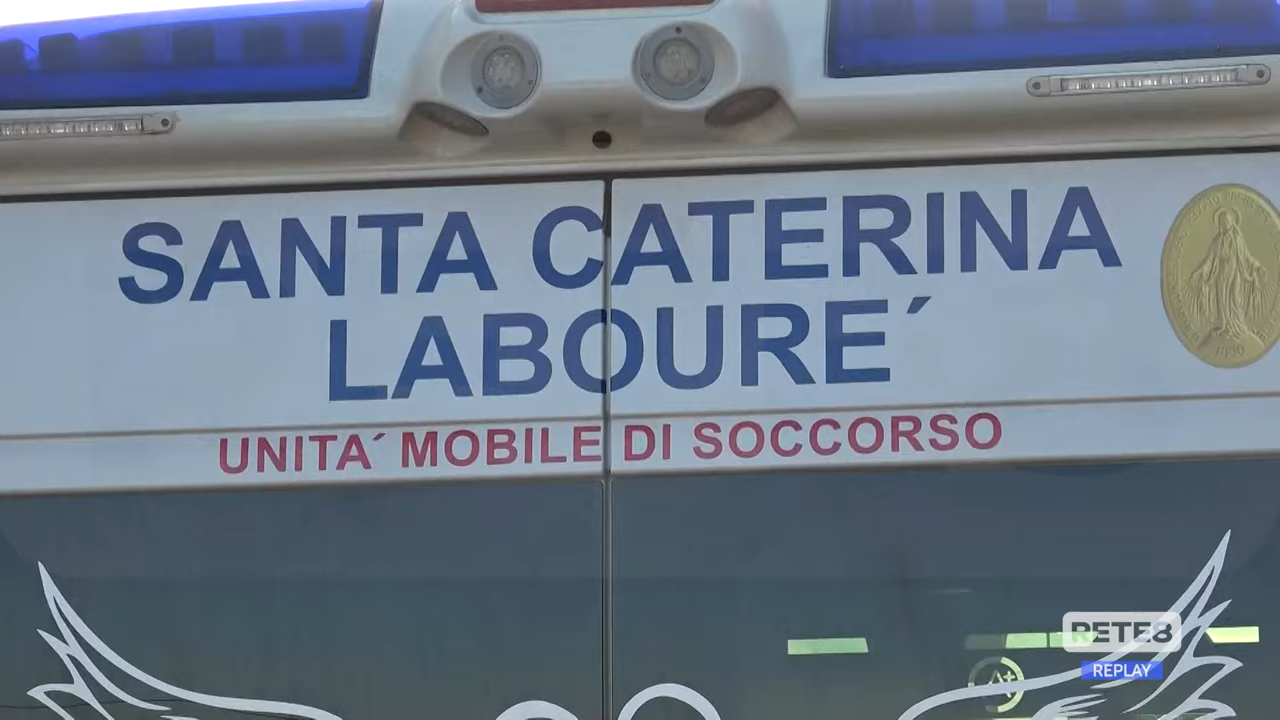 SANTA CATERINA
LABOURE´
UNITA´ MOBILE DI SOCCORSO
RETE8
REPLAY